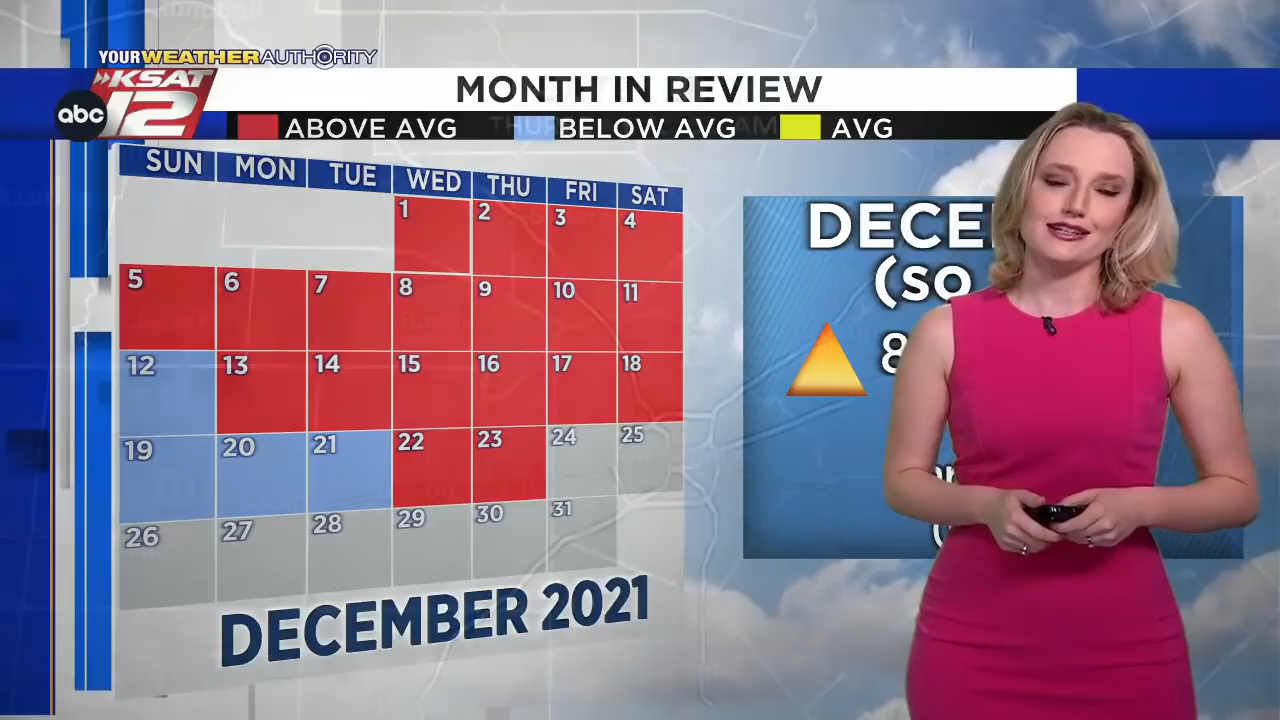 YOUR WEATHER AUTHORITY
KSAT
abc 12
MONTH IN REVIEW
ABOVE AVG BELOW AVG AVG
SUN MON TUE WED THU FRI SAT
1 2 3 4
5 6 7 8 9 10 11
12 13 14 15 16 17 18
19 20 21 22 23 24 25
26 27 28 29 30 31
DECEMBER 2021
DECE
(SO
8